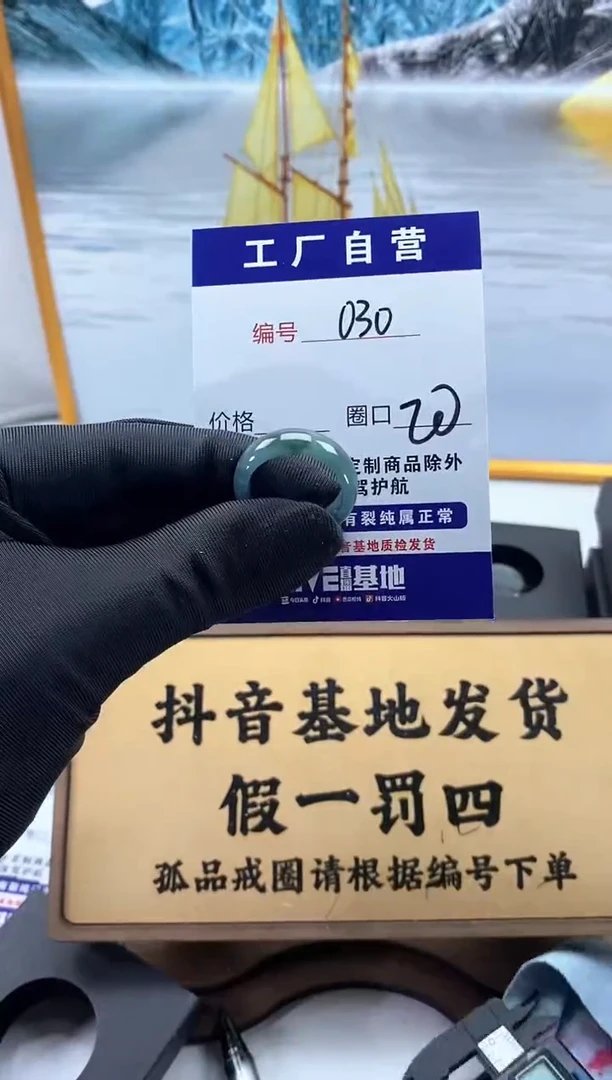 工厂自营
编号 030
价格 圈口 20
定制商品除外
驾护航
有裂纯属正常
音基地质检发货
基地
抖音基地发货
假一罚四
孤品戒圈请根据编号下单